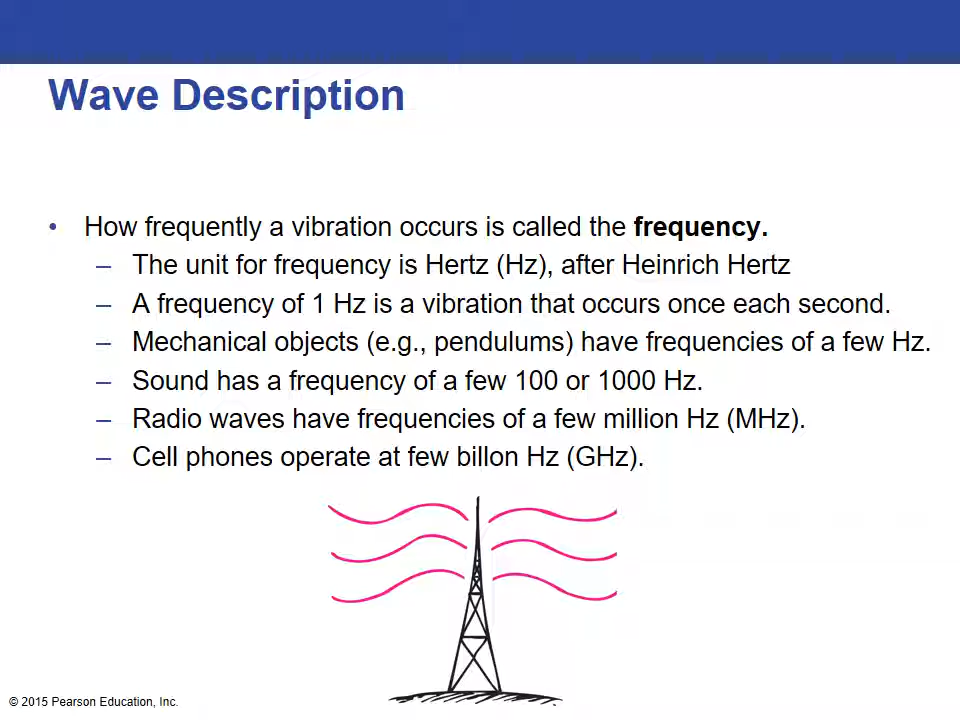 Wave Description
• How frequently a vibration occurs is called the frequency.
– The unit for frequency is Hertz (Hz), after Heinrich Hertz
– A frequency of 1 Hz is a vibration that occurs once each second.
– Mechanical objects (e.g., pendulums) have frequencies of a few Hz.
– Sound has a frequency of a few 100 or 1000 Hz.
– Radio waves have frequencies of a few million Hz (MHz).
– Cell phones operate at few billon Hz (GHz).
© 2015 Pearson Education, Inc.